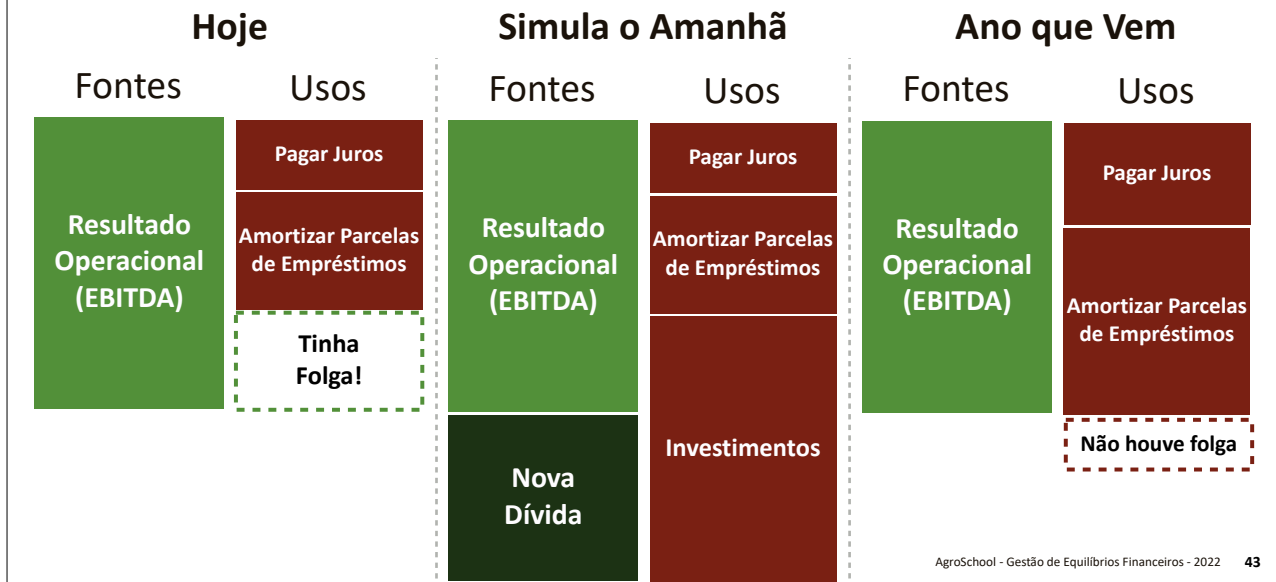 Hoje
Simula o Amanhã
Ano que Vem
Fontes
Usos
Fontes
Usos
Fontes
Usos
Resultado
Operacional
(EBITDA)
Pagar Juros
Amortizar Parcelas
de Empréstimos
Tinha
Folga!
Resultado
Operacional
(EBITDA)
Nova
Dívida
Pagar Juros
Amortizar Parcelas
de Empréstimos
Investimentos
Resultado
Operacional
(EBITDA)
Pagar Juros
Amortizar Parcelas
de Empréstimos
Não houve folga
AgroSchool - Gestão de Equilíbrios Financeiros - 2022 43